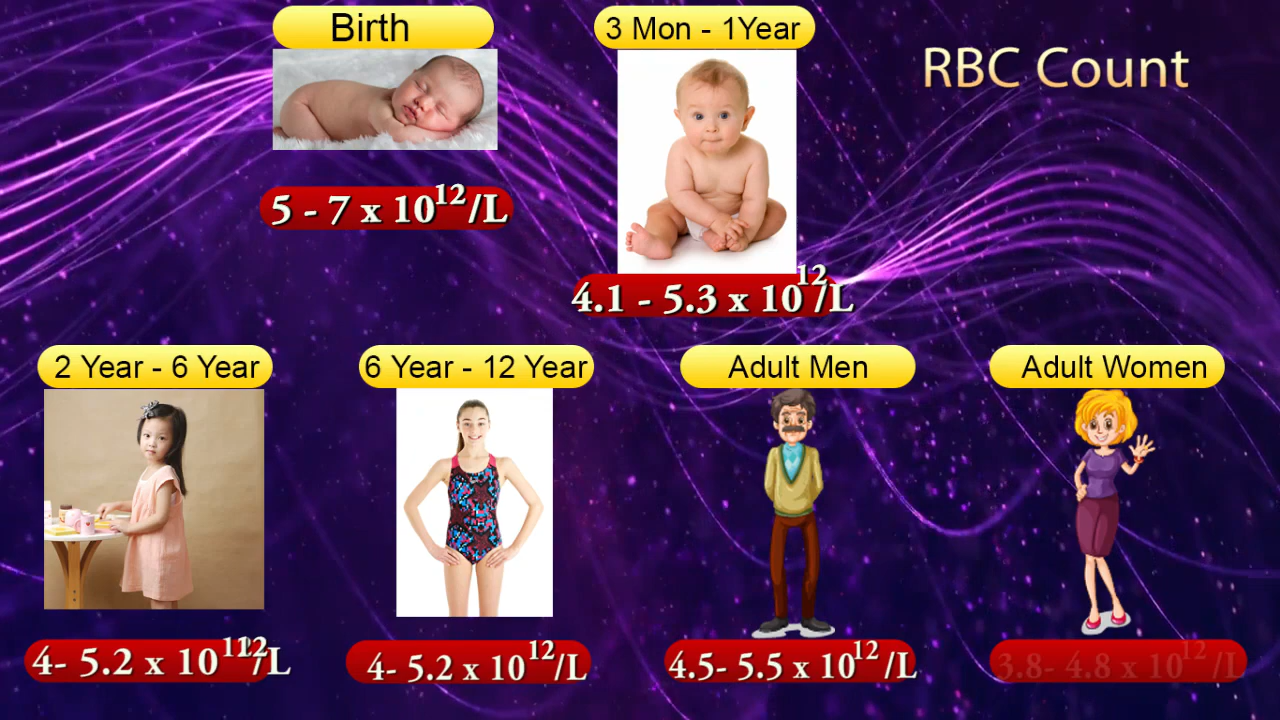 Birth
3 Mon - 1Year
RBC Count
5 - 7 x 10¹²/L
4.1 - 5.3 x 10¹²/L
2 Year - 6 Year
6 Year - 12 Year
Adult Men
Adult Women
4- 5.2 x 10¹¹²/L
4- 5.2 x 10¹²/L
4.5- 5.5 x 10¹²/L
3.8- 4.8 x 10¹²/L